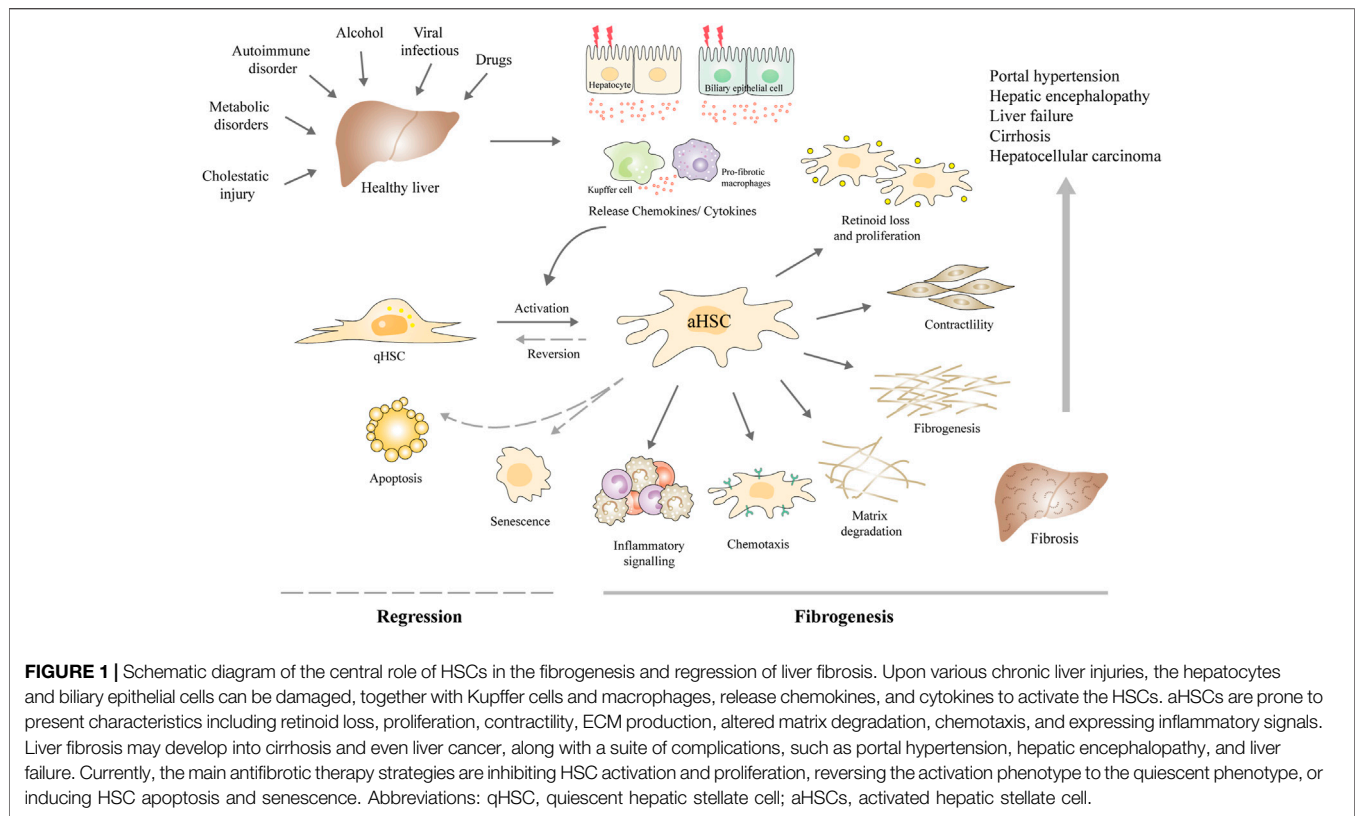 Alcohol
Viral
infectious
Autoimmune
disorder
Drugs
Metabolic
disorders
Cholestatic
injury
Healthy liver
Hepatocyte
Biliary epithelial cell
Kupffer cell
Pro-fibrotic
macrophages
Release Chemokines/ Cytokines
Retinoid loss
and proliferation
Portal hypertension
Hepatic encephalopathy
Liver failure
Cirrhosis
Hepatocellular carcinoma
qHSC
Activation
Reversion
aHSC
Contractlility
Fibrogenesis
Apoptosis
Senescence
Inflammatory
signalling
Chemotaxis
Matrix
degradation
Fibrosis
Regression
Fibrogenesis
FIGURE 1 | Schematic diagram of the central role of HSCs in the fibrogenesis and regression of liver fibrosis. Upon various chronic liver injuries, the hepatocytes
and biliary epithelial cells can be damaged, together with Kupffer cells and macrophages, release chemokines, and cytokines to activate the HSCs. aHSCs are prone to
present characteristics including retinoid loss, proliferation, contractility, ECM production, altered matrix degradation, chemotaxis, and expressing inflammatory signals.
Liver fibrosis may develop into cirrhosis and even liver cancer, along with a suite of complications, such as portal hypertension, hepatic encephalopathy, and liver
failure. Currently, the main antifibrotic therapy strategies are inhibiting HSC activation and proliferation, reversing the activation phenotype to the quiescent phenotype, or
inducing HSC apoptosis and senescence. Abbreviations: qHSC, quiescent hepatic stellate cell; aHSCs, activated hepatic stellate cell.